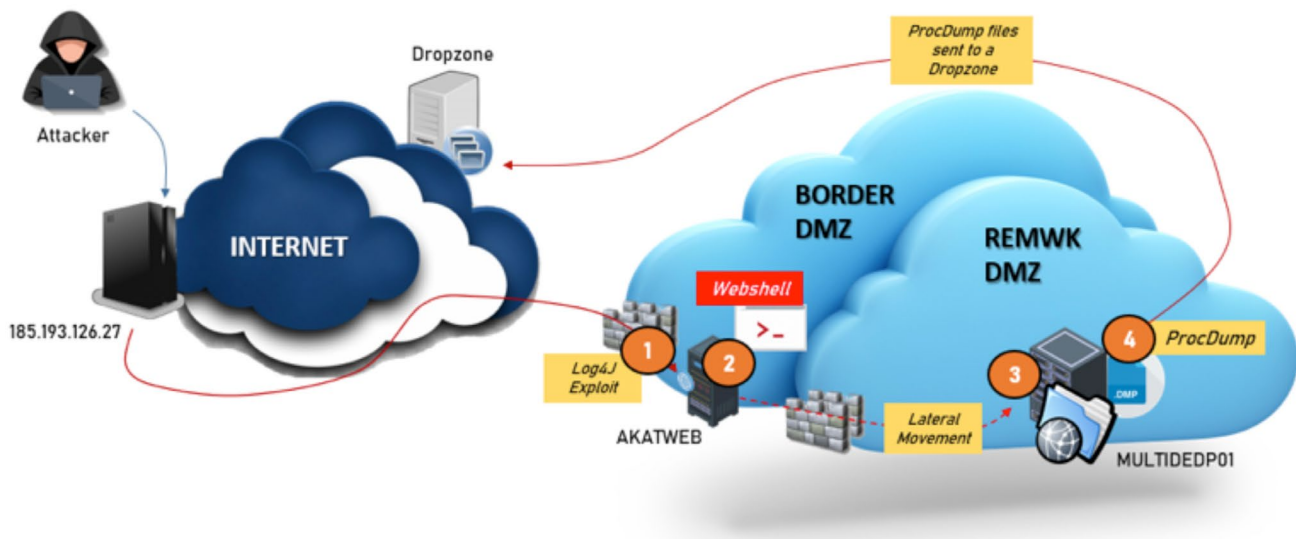 ProcDump files
sent to a
Dropzone
Dropzone
Attacker
BORDER
DMZ
INTERNET
REMWK
DMZ
Webshell
>_
185.193.126.27
1
2
Log4J
Exploit
4
ProcDump
3
.DMP
Lateral
Movement
AKATWEB
MULTIDEDP01